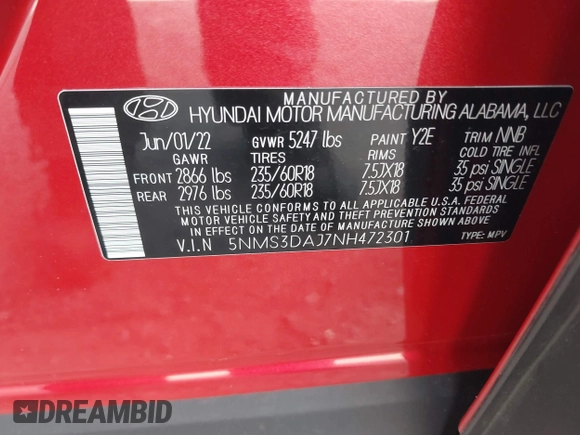 MANUFACTURED BY
HYUNDAI MOTOR MANUFACTURING ALABAMA, LLC
Jun/01/22 GVWR 5247 lbs PAINT Y2E TRIM NNB
GAWR TIRES RIMS COLD TIRE INFL
FRONT 2866 lbs 235/60R18 7.5JX18 35 psi SINGLE
REAR 2976 lbs 235/60R18 7.5JX18 35 psi SINGLE
THIS VEHICLE CONFORMS TO ALL APPLICABLE U.S.A. FEDERAL
MOTOR VEHICLE SAFETY AND THEFT PREVENTION STANDARDS
IN EFFECT ON THE DATE OF MANUFACTURE SHOWN ABOVE.
V.I.N 5NMS3DAJ7NH472301 TYPE: MPV
DREAMBID